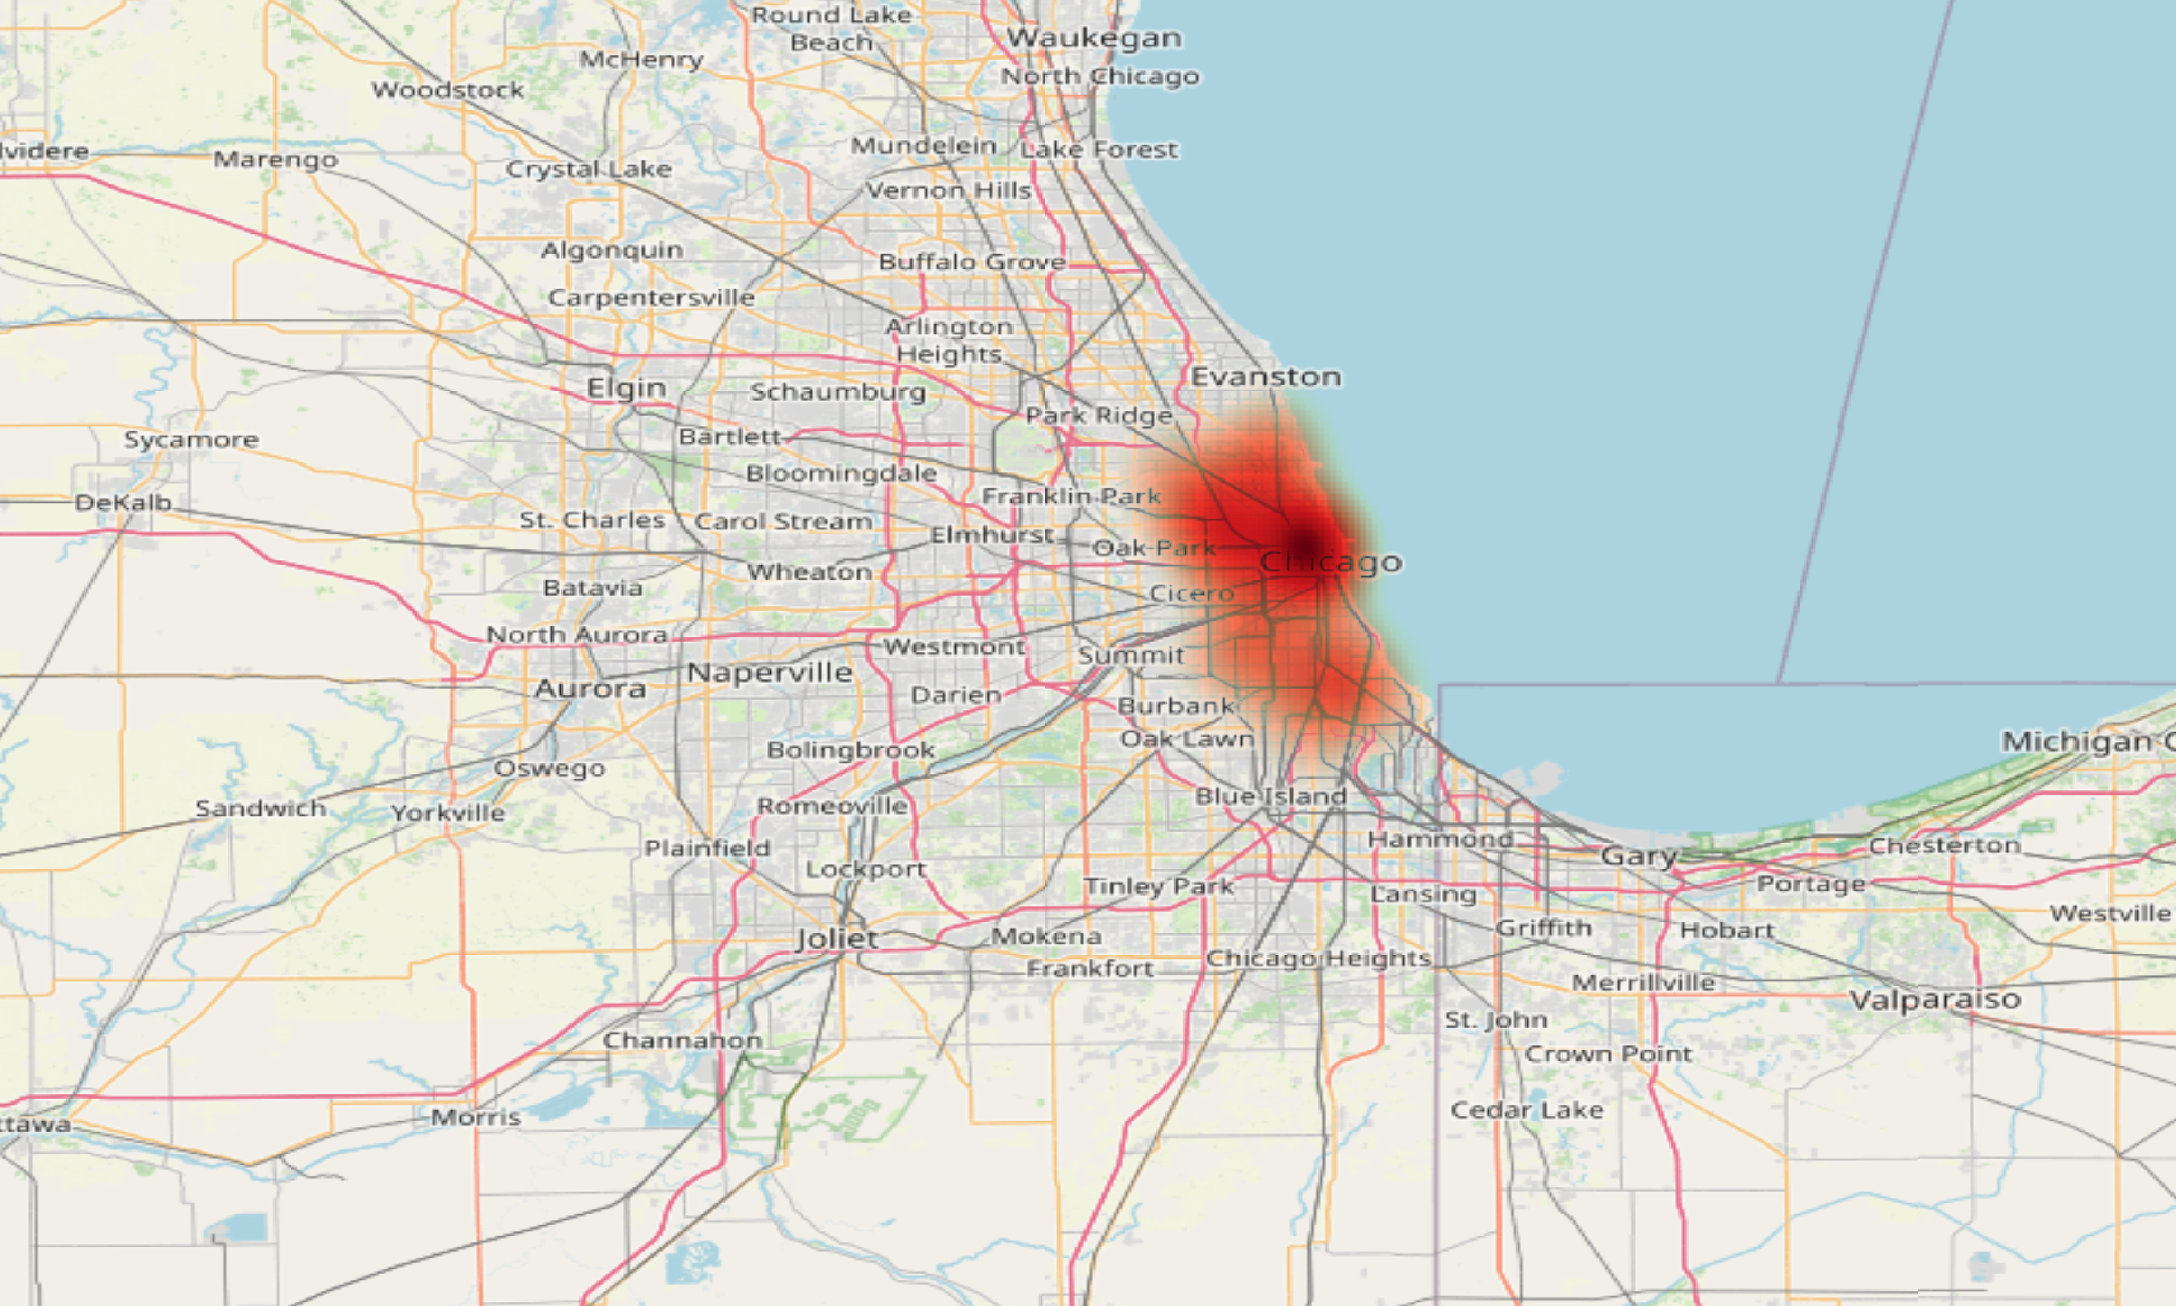 Round Lake
Beach
Waukegan
McHenry
North Chicago
Woodstock
lvidere
Marengo
Mundelein
Lake Forest
Crystal Lake
Vernon Hills
Algonquin
Buffalo Grove
Carpentersville
Arlington
Heights
Evanston
Elgin
Schaumburg
Park Ridge
Sycamore
Bartlett
Bloomingdale
DeKalb
Franklin Park
St. Charles
Carol Stream
Elmhurst
Oak Park
Chicago
Wheaton
Batavia
Cicero
North Aurora
Westmont
Summit
Naperville
Aurora
Darien
Burbank
Oak Lawn
Michigan C
Bolingbrook
Oswego
Sandwich
Yorkville
Romeoville
Blue Island
Plainfield
Hammond
Chesterton
Gary
Lockport
Tinley Park
Lansing
Portage
Westville
Griffith
Hobart
Joliet
Mokena
Chicago Heights
Frankfort
Merrillville
Valparaiso
St. John
Channahon
Crown Point
Cedar Lake
Morris
ttawa